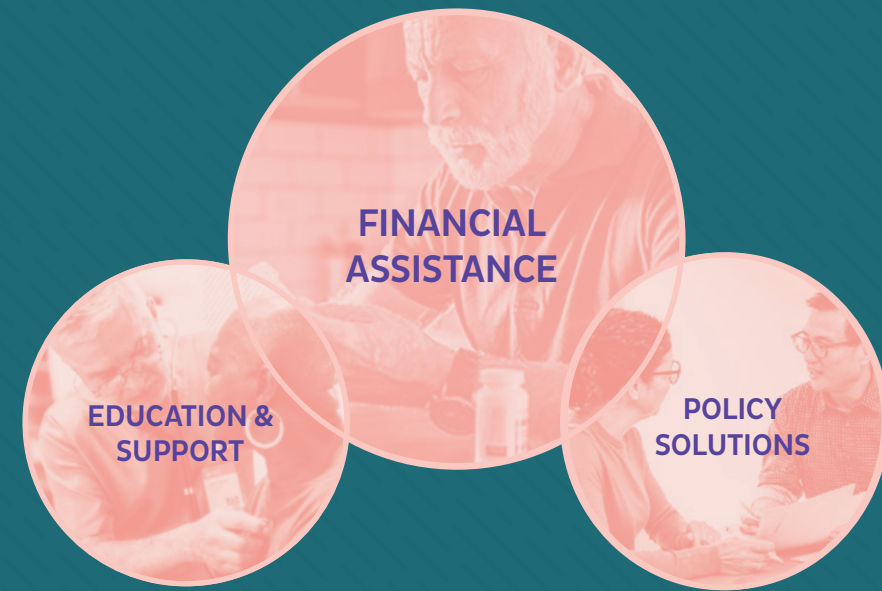 FINANCIAL
ASSISTANCE
EDUCATION &
SUPPORT
POLICY
SOLUTIONS